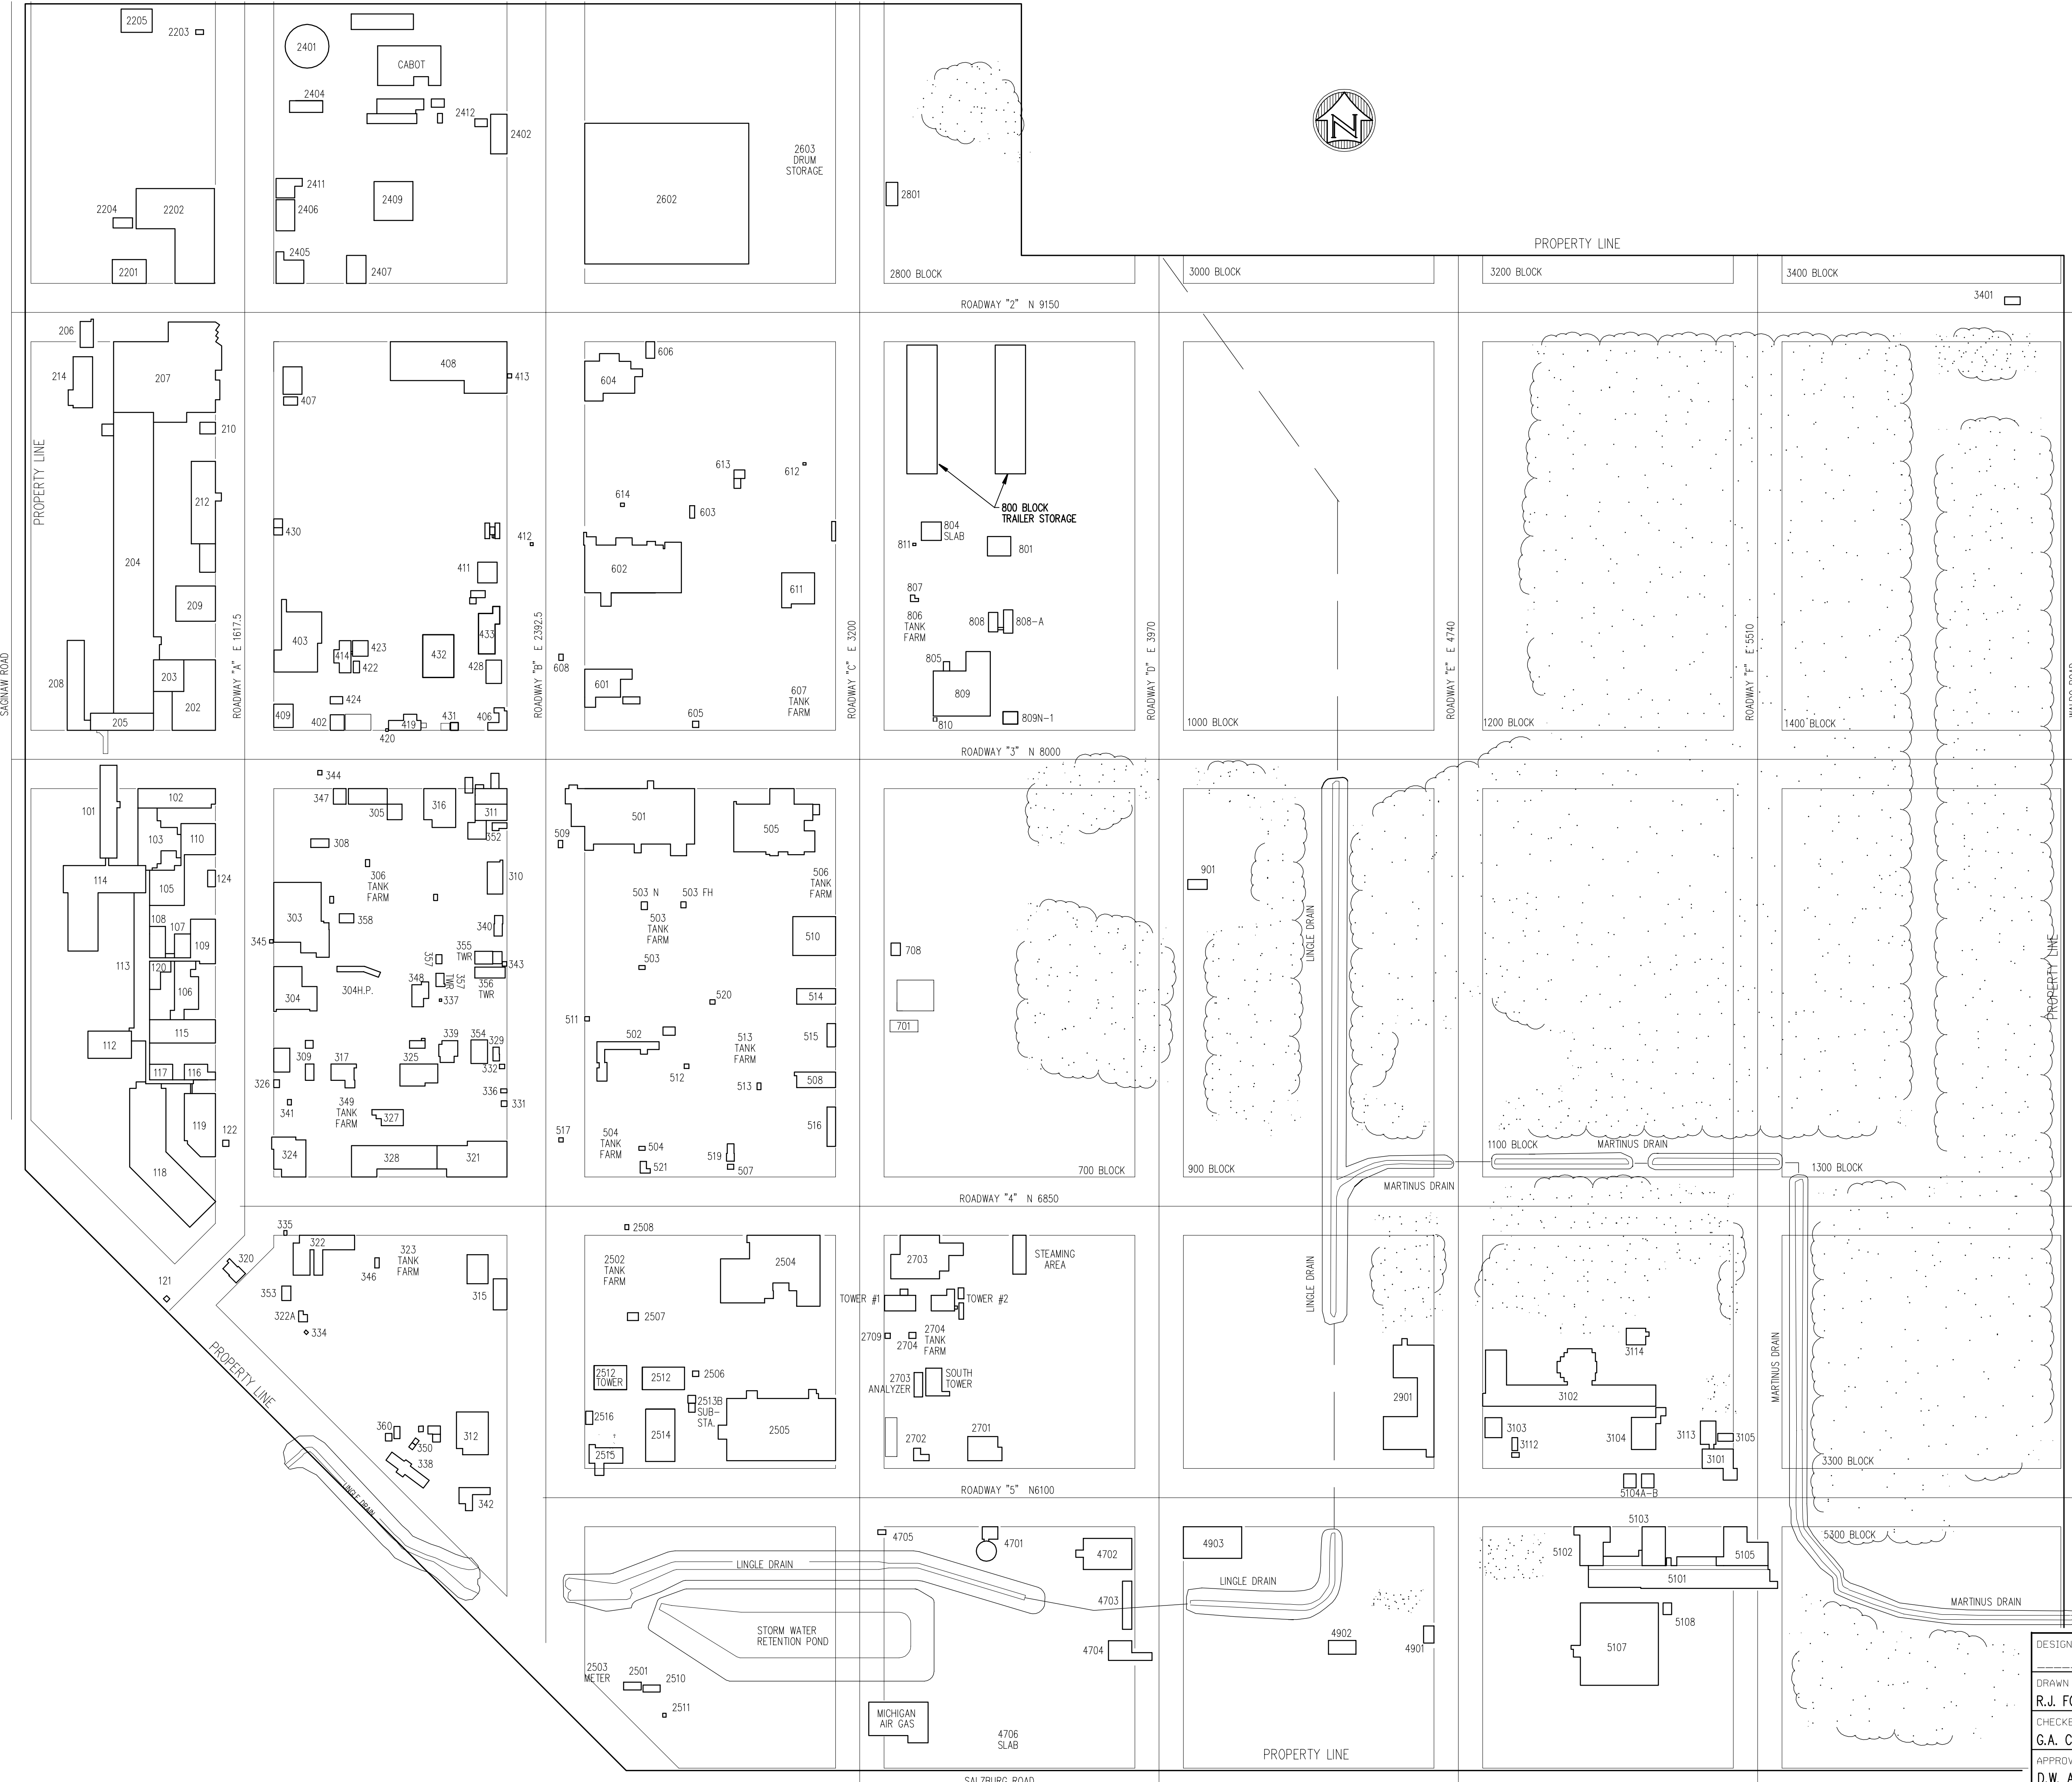 2205
2203
2401
CABOT
2404
2412
2402
2603
DRUM
STORAGE
N
2411
2406
2409
2602
2801
2204
2202
2405
2407
2201
PROPERTY LINE
2800 BLOCK
3000 BLOCK
3200 BLOCK
3400 BLOCK
3401
ROADWAY "2" N 9150
206
214
207
408
413
407
604
606
210
PROPERTY LINE
212
613
612
614
603
800 BLOCK
TRAILER STORAGE
430
412
804
SLAB
811
801
204
411
602
611
807
806
TANK
FARM
209
808
808-A
403
414
423
422
432
433
428
608
601
805
809
208
203
202
205
SAGINAW ROAD
ROADWAY "A" E 1617.5
ROADWAY "B" E 2392.5
ROADWAY "C" E 3200
ROADWAY "D" E 3970
ROADWAY "E" E 4740
ROADWAY "F" E 5510
424
409
402
419
420
431
406
605
607
TANK
FARM
810
809N-1
1000 BLOCK
1200 BLOCK
1400 BLOCK
ROADWAY "3" N 8000
344
101
102
347
305
316
311
352
103
110
308
509
501
505
114
105
124
306
TANK
FARM
310
506
TANK
FARM
901
303
358
340
503 N
503 FH
503
TANK
FARM
510
708
108
107
109
345
355
TWR
343
357
357
TWR
356
TWR
503
LINGLE DRAIN
PROPERTY LINE
113
120
106
304
304H.P.
348
337
520
514
701
115
112
511
502
513
TANK
FARM
515
309
317
325
339
354
329
332
512
513
508
117
116
326
336
331
341
349
TANK
FARM
327
516
119
122
118
324
328
321
517
504
TANK
FARM
504
521
519
507
700 BLOCK
900 BLOCK
1100 BLOCK
MARTINUS DRAIN
1300 BLOCK
MARTINUS DRAIN
ROADWAY "4" N 6850
335
322
323
TANK
FARM
346
320
121
353
315
322A
334
2508
2502
TANK
FARM
2504
2507
2703
STEAMING
AREA
TOWER #1
TOWER #2
2709
2704
2704
TANK
FARM
LINGLE DRAIN
3114
MARTINUS DRAIN
PROPERTY LINE
2512
TOWER
2512
2506
2513B
SUB-
STA.
2703
ANALYZER
SOUTH
TOWER
2901
3102
2516
2514
2505
2515
2702
2701
3103
3112
3104
3113
3105
3101
3300 BLOCK
360
350
312
338
342
LINGLE DRAIN
5104A-B
ROADWAY "5" N6100
4705
4701
4702
4903
5103
5102
5105
5101
5300 BLOCK
LINGLE DRAIN
LINGLE DRAIN
4703
MARTINUS DRAIN
STORM WATER
RETENTION POND
4704
4902
4901
5108
5107
2503
METER
2501
2510
2511
MICHIGAN
AIR GAS
4706
SLAB
PROPERTY LINE
SALZBURG ROAD
DESIGN
DRAWN
R.J.
G.A.
D.W.